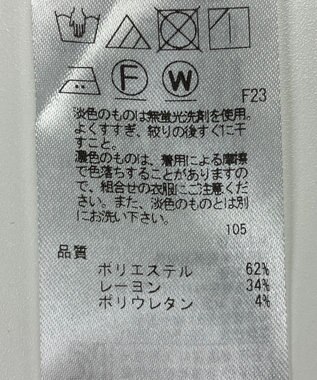 F W
F23
淡色のものは無蛍光洗剤を使用。
よくすすぎ、絞りの後すぐに干
すこと。
濃色のものは、着用による摩擦
で色落ちすることがありますの
で、組合せの衣服にご注意くだ
さい。また、淡色のものとは別
にお洗い下さい。
105
品質
ポリエステル 62%
レーヨン 34%
ポリウレタン 4%